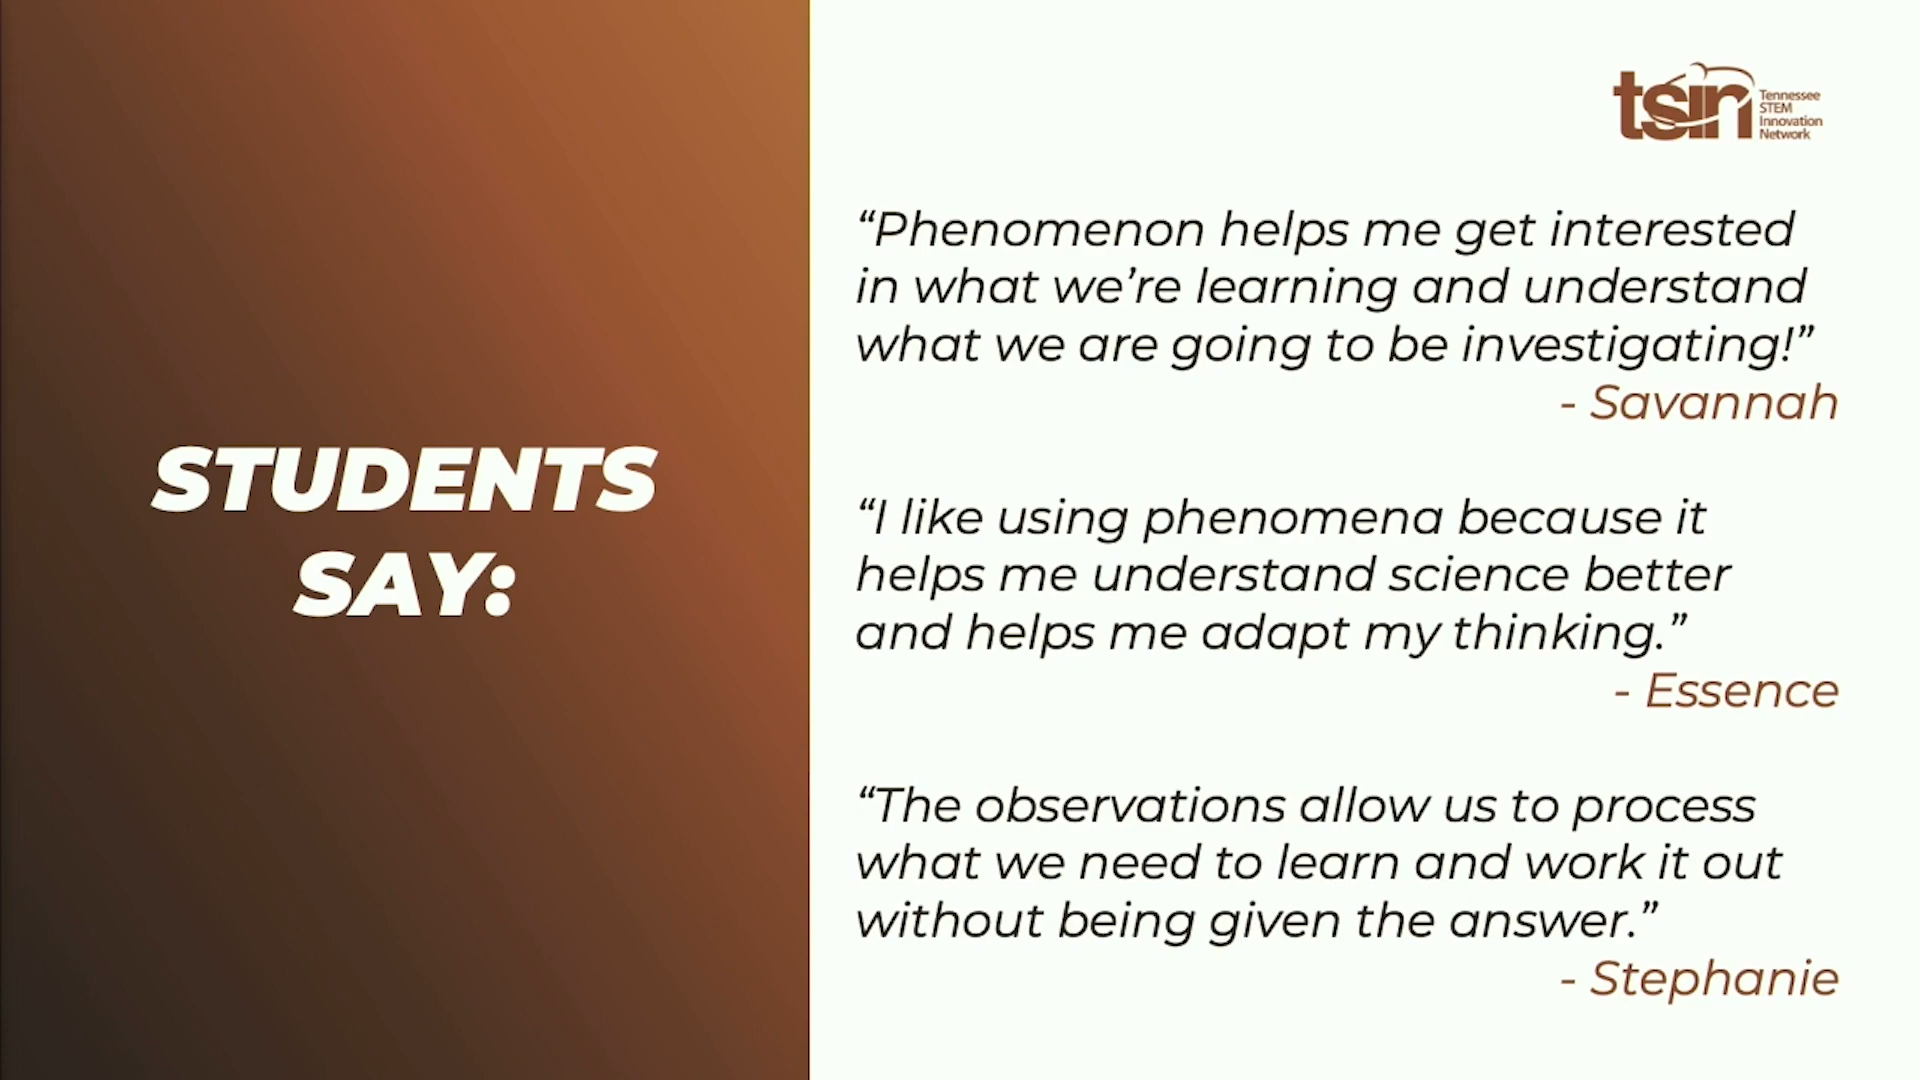 STUDENTS
SAY:
tsin
Tennessee
STEM
Innovation
Network
“Phenomenon helps me get interested
in what we’re learning and understand
what we are going to be investigating!”
- Savannah
“I like using phenomena because it
helps me understand science better
and helps me adapt my thinking.”
- Essence
“The observations allow us to process
what we need to learn and work it out
without being given the answer.”
- Stephanie